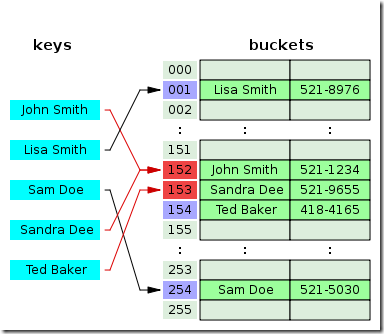 keys buckets
000
001 Lisa Smith 521-8976
002
: : :
151
152 John Smith 521-1234
153 Sandra Dee 521-9655
154 Ted Baker 418-4165
155
: : :
253
254 Sam Doe 521-5030
255
John Smith
Lisa Smith
Sam Doe
Sandra Dee
Ted Baker